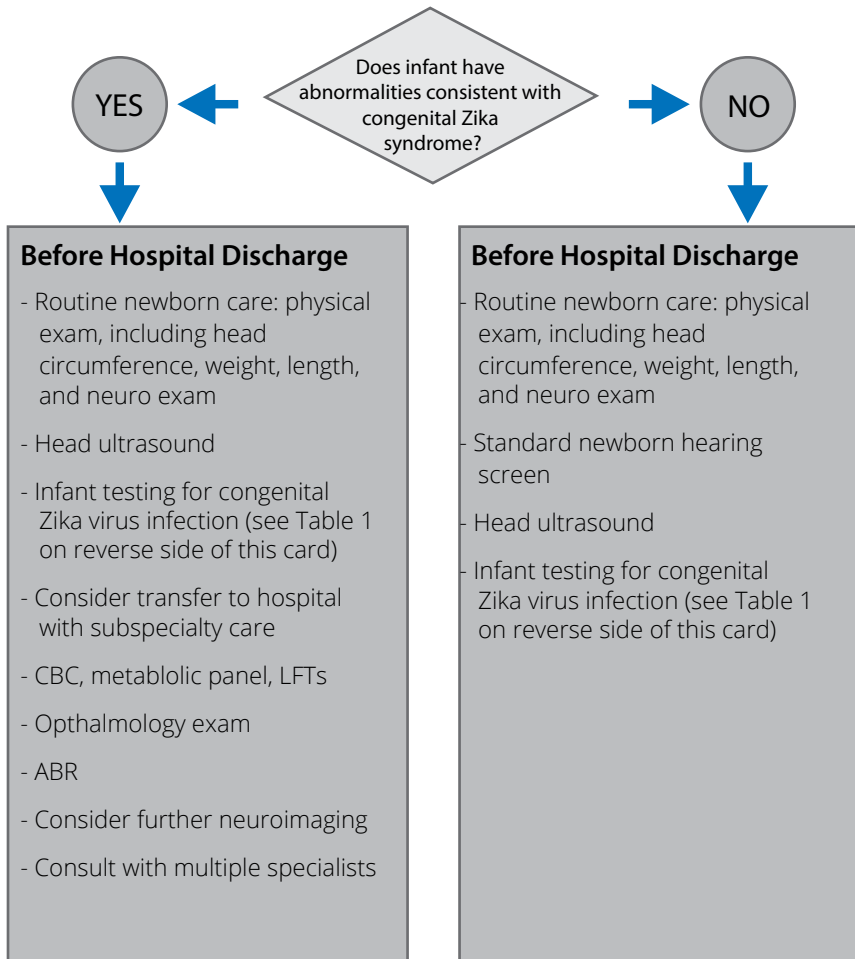 Does infant have
abnormalities consistent with
congenital Zika
syndrome?
YES
NO
Before Hospital Discharge
- Routine newborn care: physical
exam, including head
circumference, weight, length,
and neuro exam
- Head ultrasound
- Infant testing for congenital
Zika virus infection (see Table 1
on reverse side of this card)
- Consider transfer to hospital
with subspecialty care
- CBC, metablolic panel, LFTs
- Opthalmology exam
- ABR
- Consider further neuroimaging
- Consult with multiple specialists
Before Hospital Discharge
- Routine newborn care: physical
exam, including head
circumference, weight, length,
and neuro exam
- Standard newborn hearing
screen
- Head ultrasound
- Infant testing for congenital
Zika virus infection (see Table 1
on reverse side of this card)